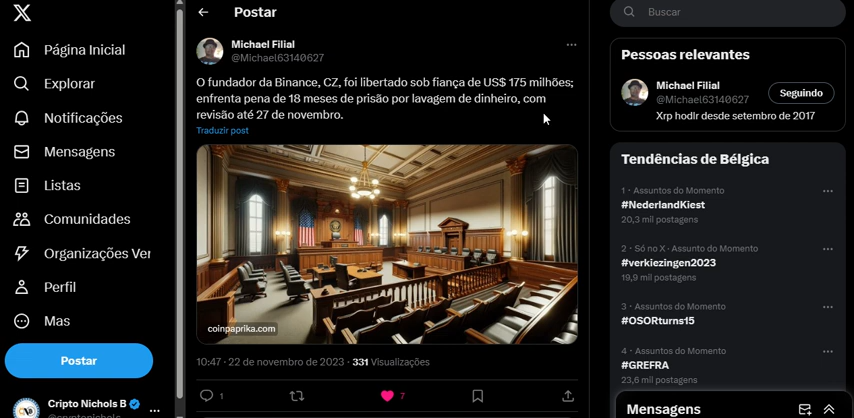 Postar
Buscar
Página Inicial
Explorar
Notificações
Mensagens
Listas
Comunidades
Organizações Ver
Perfil
Mas
Postar
Cripto Nichols B
@cryptonichols
Michael Filial
@Michael63140627
O fundador da Binance, CZ, foi libertado sob fiança de US$ 175 milhões;
enfrenta pena de 18 meses de prisão por lavagem de dinheiro, com
revisão até 27 de novembro.
Traduzir post
coinpaprika.com
10:47 · 22 de novembro de 2023 · 331 Visualizações
1
7
Pessoas relevantes
Michael Filial
@Michael63140627
Seguindo
Xrp hodlr desde setembro de 2017
Tendências de Bélgica
1 · Assuntos do Momento
#NederlandKiest
20,3 mil postagens
2 · Só no X · Assunto do Momento
#verkiezingen2023
19,9 mil postagens
3 · Assuntos do Momento
#OSORturns15
4 · Assuntos do Momento
#GREFRA
23,6 mil postagens
Mensagens